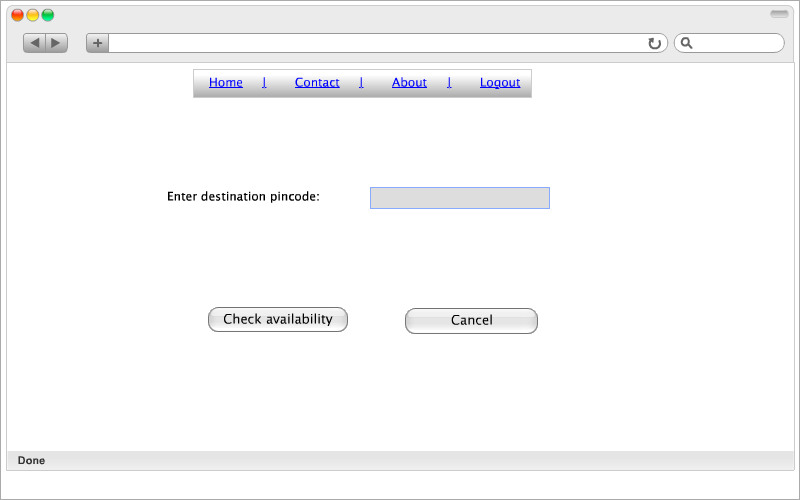 Home | Contact | About | Logout
Enter destination pincode:
Check availability Cancel
Done